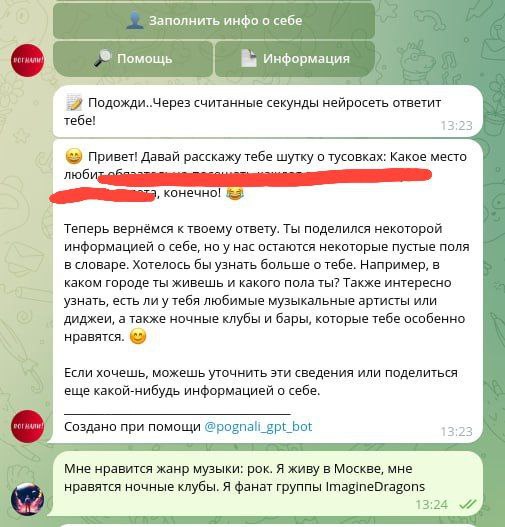 Заполнить инфо о себе
Помощь
Информация
ПОГНАЛИ!
Подожди..Через считанные секунды нейросеть ответит
тебе!
13:23
Привет! Давай расскажу тебе шутку о тусовках: Какое место
любит
, конечно!
Теперь вернёмся к твоему ответу. Ты поделился некоторой
информацией о себе, но у нас остаются некоторые пустые поля
в словаре. Хотелось бы узнать больше о тебе. Например, в
каком городе ты живешь и какого пола ты? Также интересно
узнать, есть ли у тебя любимые музыкальные артисты или
диджеи, а также ночные клубы и бары, которые тебе особенно
нравятся.
Если хочешь, можешь уточнить эти сведения или поделиться
еще какой-нибудь информацией о себе.
Создано при помощи @pognali_gpt_bot
ПОГНАЛИ!
13:23
Мне нравится жанр музыки: рок. Я живу в Москве, мне
нравятся ночные клубы. Я фанат группы ImagineDragons
13:24